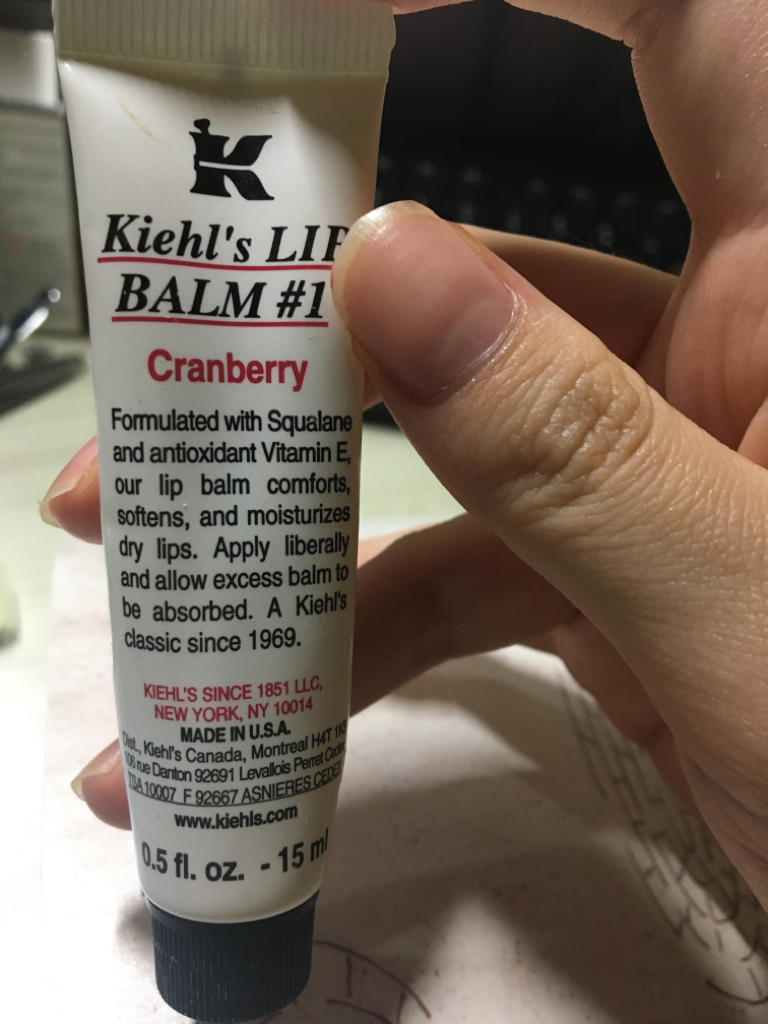 K
Kiehl's LIP
BALM #1
Cranberry
Formulated with Squalane
and antioxidant Vitamin E,
our lip balm comforts,
softens, and moisturizes
dry lips. Apply liberally
and allow excess balm to
be absorbed. A Kiehl's
classic since 1969.
KIEHL'S SINCE 1851 LLC,
NEW YORK, NY 10014
MADE IN U.S.A.
Dist., Kiehl's Canada, Montreal H4T 1K5
106 rue Danton 92691 Levallois Perret Cedex
TSA 10007 F 92667 ASNIERES CEDEX
www.kiehls.com
0.5 fl. oz. - 15 ml